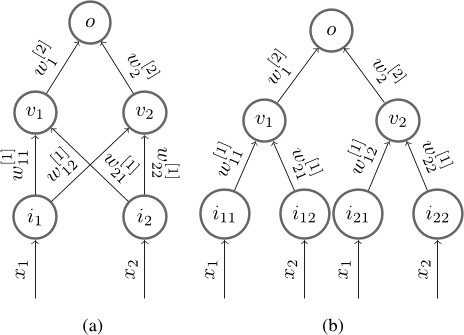 o o
w_1^{[2]} w_2^{[2]} w_1^{[2]} w_2^{[2]}
v_1 v_2 v_1 v_2
w_{11}^{[1]} w_{12}^{[1]} w_{21}^{[1]} w_{22}^{[1]} w_{11}^{[1]} w_{21}^{[1]} w_{12}^{[1]} w_{22}^{[1]}
i_1 i_2 i_{11} i_{12} i_{21} i_{22}
x_1 x_2 x_1 x_2 x_1 x_2
(a) (b)